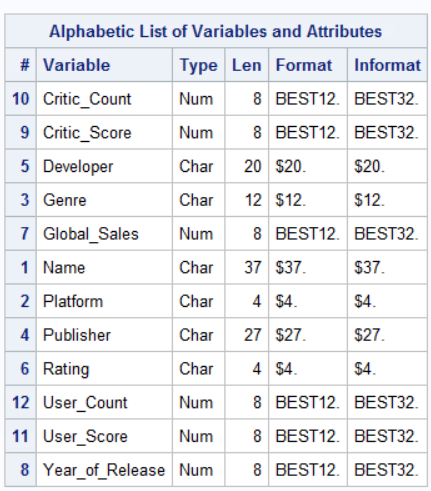 Alphabetic List of Variables and Attributes
# Variable Type Len Format Informat
10 Critic_Count Num 8 BEST12. BEST32.
9 Critic_Score Num 8 BEST12. BEST32.
5 Developer Char 20 $20. $20.
3 Genre Char 12 $12. $12.
7 Global_Sales Num 8 BEST12. BEST32.
1 Name Char 37 $37. $37.
2 Platform Char 4 $4. $4.
4 Publisher Char 27 $27. $27.
6 Rating Char 4 $4. $4.
12 User_Count Num 8 BEST12. BEST32.
11 User_Score Num 8 BEST12. BEST32.
8 Year_of_Release Num 8 BEST12. BEST32.